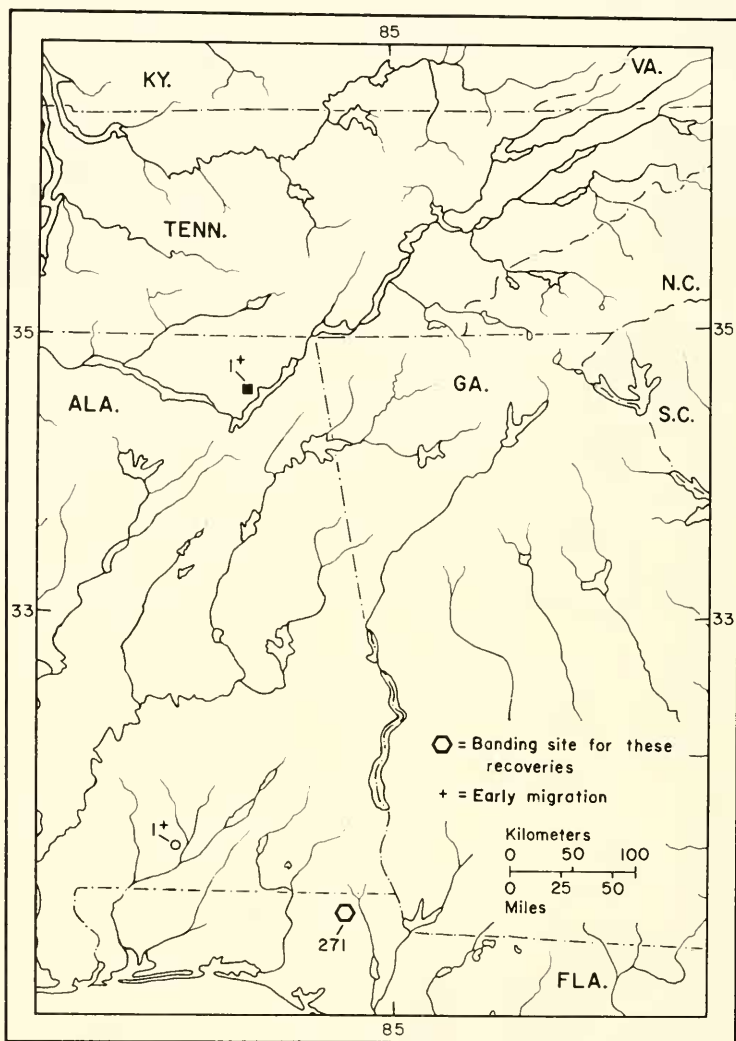 85
KY.
VA.
TENN.
N.C.
35
35
1+
ALA.
GA.
S.C.
33
33
= Banding site for these
recoveries
+ = Early migration
1+
Kilometers
0 50 100
0 25 50
Miles
271
FLA.
85